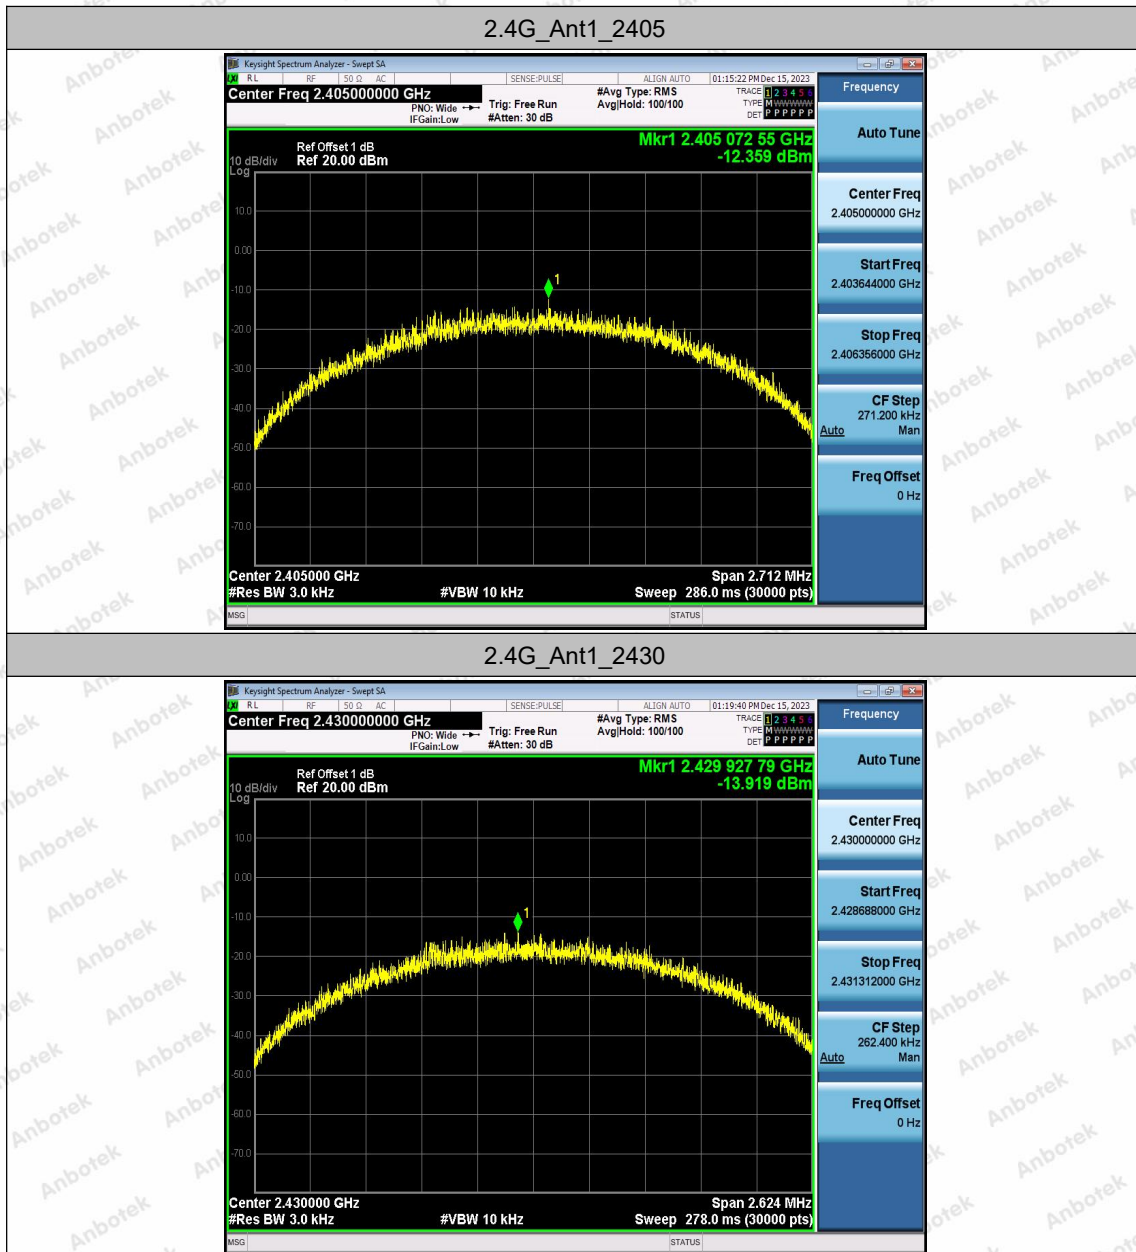 2.4G_Ant1_2405
Keysight Spectrum Analyzer - Swept SA
LXI RL RF 50 Ω AC SENSE:PULSE ALIGN AUTO 01:15:22 PM Dec 15, 2023
Center Freq 2.405000000 GHz #Avg Type: RMS TRACE 1 2 3 4 5 6
PNO: Wide Trig: Free Run Avg|Hold: 100/100 TYPE M WWWWW
IFGain:Low #Atten: 30 dB DET P P P P P P
Frequency
Auto Tune
Mkr1 2.405 072 55 GHz
-12.359 dBm
Ref Offset 1 dB
10 dB/div Ref 20.00 dBm
Log
10.0
0.00
-10.0
-20.0
-30.0
-40.0
-50.0
-60.0
-70.0
1
Center Freq
2.405000000 GHz
Start Freq
2.403644000 GHz
Stop Freq
2.406356000 GHz
CF Step
271.200 kHz
Auto Man
Freq Offset
0 Hz
Center 2.405000 GHz Span 2.712 MHz
#Res BW 3.0 kHz #VBW 10 kHz Sweep 286.0 ms (30000 pts)
MSG STATUS
2.4G_Ant1_2430
Keysight Spectrum Analyzer - Swept SA
LXI RL RF 50 Ω AC SENSE:PULSE ALIGN AUTO 01:19:40 PM Dec 15, 2023
Center Freq 2.430000000 GHz #Avg Type: RMS TRACE 1 2 3 4 5 6
PNO: Wide Trig: Free Run Avg|Hold: 100/100 TYPE M WWWWW
IFGain:Low #Atten: 30 dB DET P P P P P P
Frequency
Auto Tune
Mkr1 2.429 927 79 GHz
-13.919 dBm
Ref Offset 1 dB
10 dB/div Ref 20.00 dBm
Log
10.0
0.00
-10.0
-20.0
-30.0
-40.0
-50.0
-60.0
-70.0
1
Center Freq
2.430000000 GHz
Start Freq
2.428688000 GHz
Stop Freq
2.431312000 GHz
CF Step
262.400 kHz
Auto Man
Freq Offset
0 Hz
Center 2.430000 GHz Span 2.624 MHz
#Res BW 3.0 kHz #VBW 10 kHz Sweep 278.0 ms (30000 pts)
MSG STATUS
Anbotek